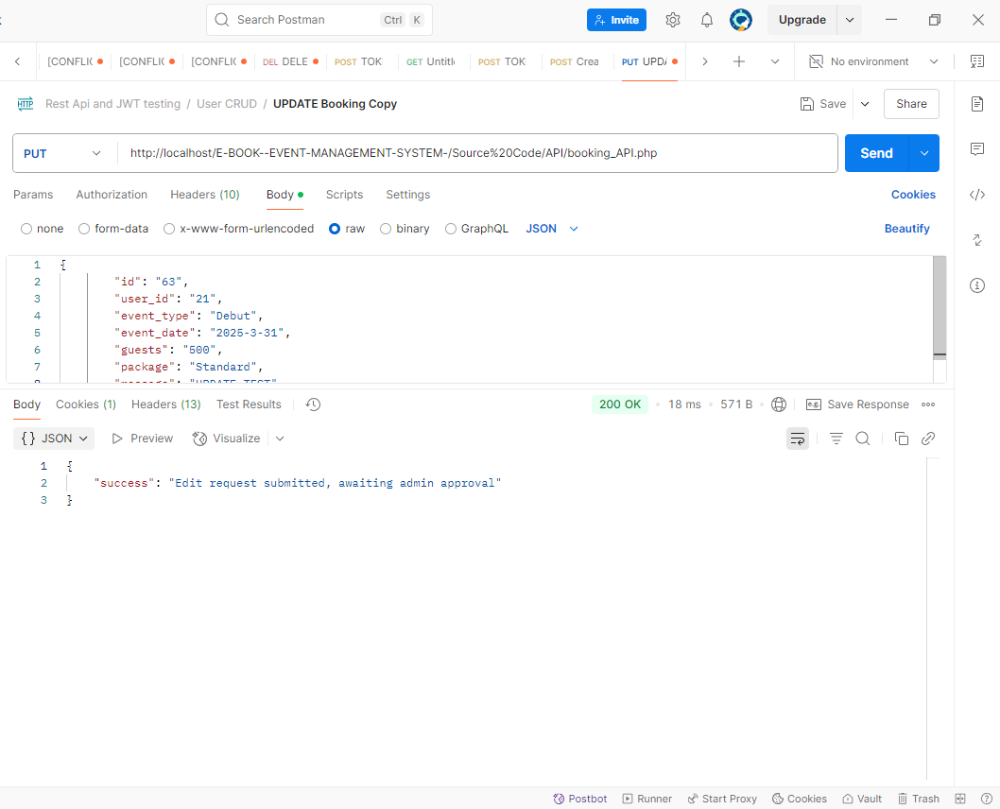 Search Postman Ctrl K Invite Upgrade
[CONFLIC [CONFLIC [CONFLIC DEL DELE POST TOK GET Untitle POST TOK POST Crea PUT UPDA No environment
HTTP Rest Api and JWT testing / User CRUD / UPDATE Booking Copy Save Share
PUT http://localhost/E-BOOK--EVENT-MANAGEMENT-SYSTEM-/Source%20Code/API/booking_API.php Send
Params Authorization Headers (10) Body Scripts Settings Cookies
none form-data x-www-form-urlencoded raw binary GraphQL JSON Beautify
1 {
2 "id": "63",
3 "user_id": "21",
4 "event_type": "Debut",
5 "event_date": "2025-3-31",
6 "guests": "500",
7 "package": "Standard",
8 "message": "UPDATE TEST"
Body Cookies (1) Headers (13) Test Results 200 OK 18 ms 571 B e.g. Save Response
{} JSON Preview Visualize
1 {
2 "success": "Edit request submitted, awaiting admin approval"
3 }
Postbot Runner Start Proxy Cookies Vault Trash